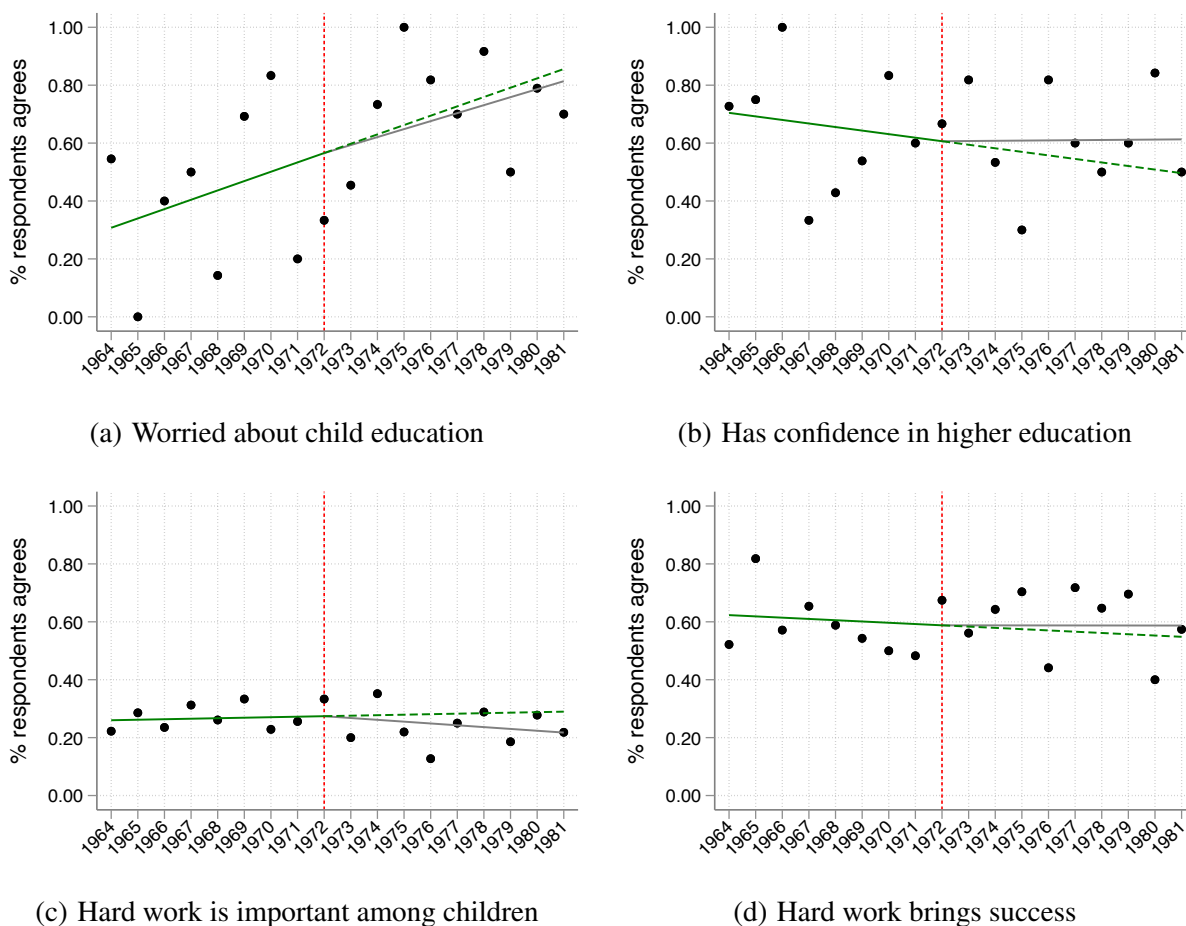 % respondents agrees
1.00
0.80
0.60
0.40
0.20
0.00
1964 1965 1966 1967 1968 1969 1970 1971 1972 1973 1974 1975 1976 1977 1978 1979 1980 1981
(a) Worried about child education
% respondents agrees
1.00
0.80
0.60
0.40
0.20
0.00
1964 1965 1966 1967 1968 1969 1970 1971 1972 1973 1974 1975 1976 1977 1978 1979 1980 1981
(b) Has confidence in higher education
% respondents agrees
1.00
0.80
0.60
0.40
0.20
0.00
1964 1965 1966 1967 1968 1969 1970 1971 1972 1973 1974 1975 1976 1977 1978 1979 1980 1981
(c) Hard work is important among children
% respondents agrees
1.00
0.80
0.60
0.40
0.20
0.00
1964 1965 1966 1967 1968 1969 1970 1971 1972 1973 1974 1975 1976 1977 1978 1979 1980 1981
(d) Hard work brings success